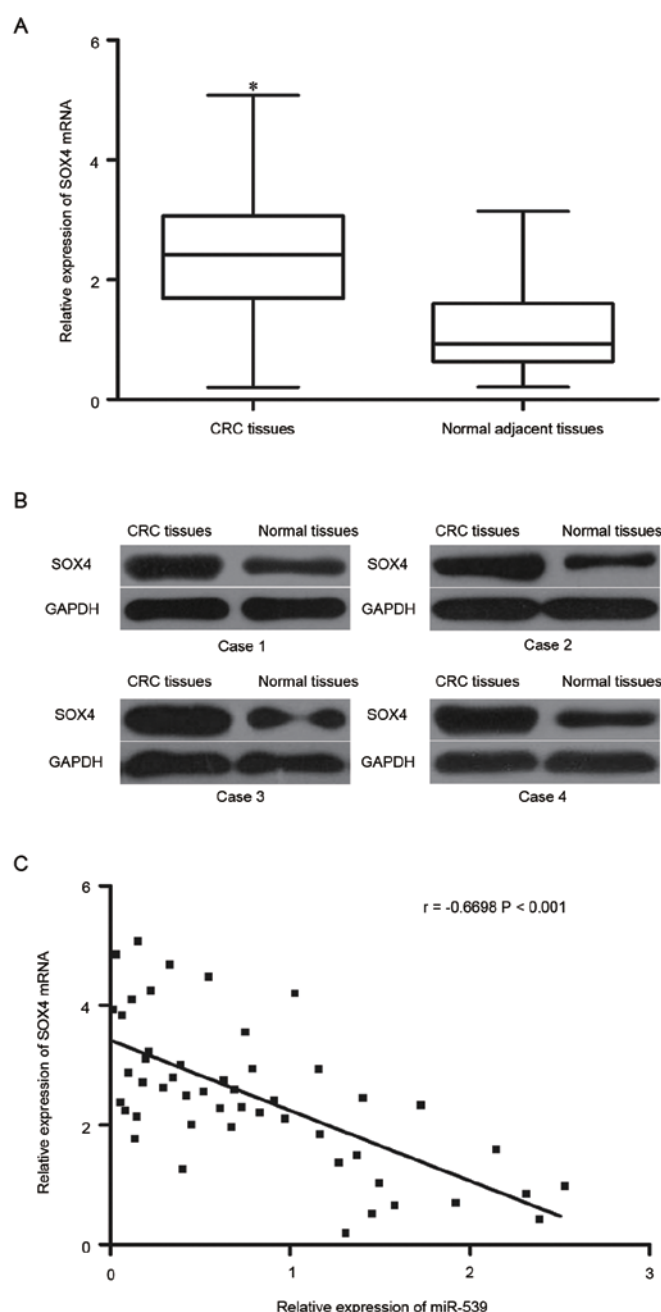 A
Relative expression of SOX4 mRNA
6
4
2
0
*
CRC tissues
Normal adjacent tissues
B
CRC tissues Normal tissues
SOX4
GAPDH
Case 1
CRC tissues Normal tissues
SOX4
GAPDH
Case 2
CRC tissues Normal tissues
SOX4
GAPDH
Case 3
CRC tissues Normal tissues
SOX4
GAPDH
Case 4
C
Relative expression of SOX4 mRNA
6
4
2
0
r = -0.6698 P < 0.001
0 1 2 3
Relative expression of miR-539